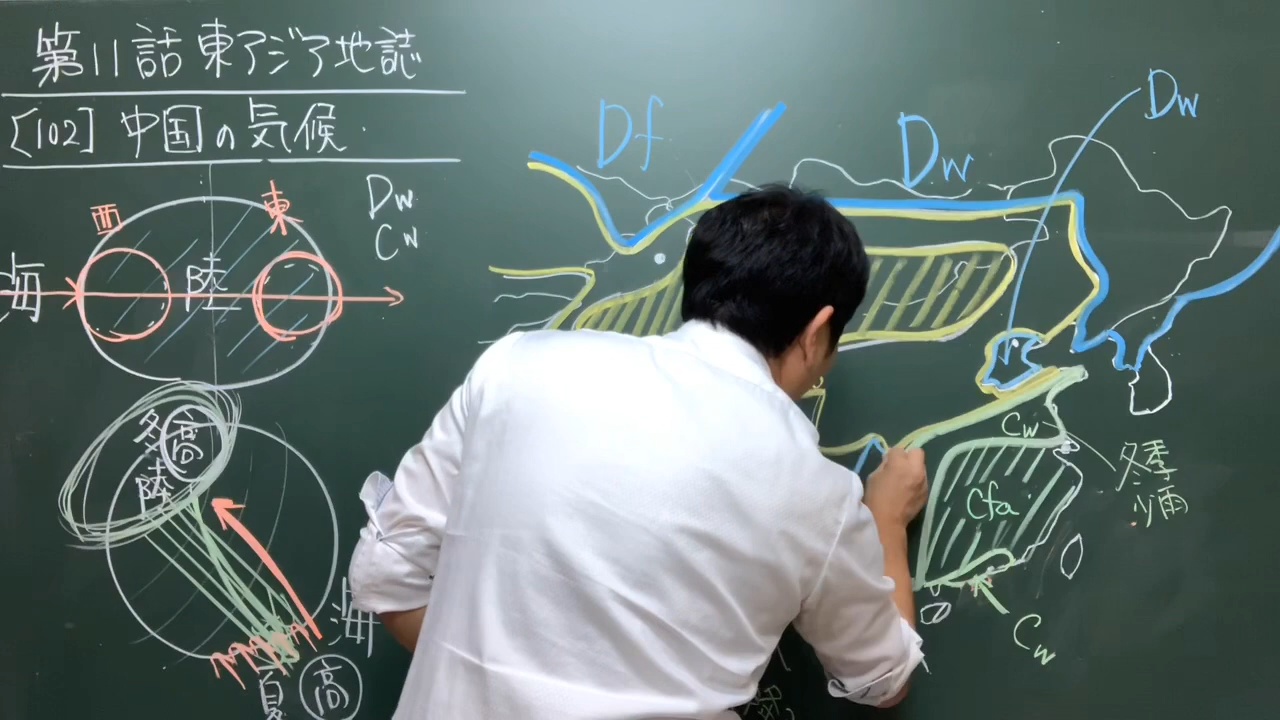 第11話 東アジア地誌
[102] 中国の気候
西
東
Dw
Cw
海
陸
冬
高
陸
海
夏
高
Df
Dw
Dw
Cw
冬季
少雨
Cfa
Cw